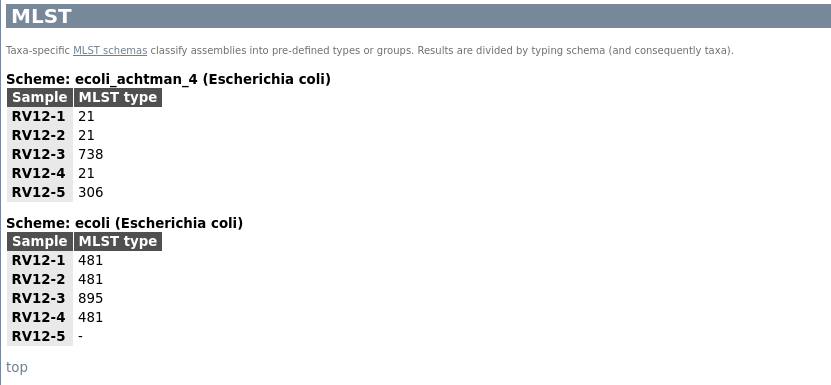 MLST
Taxa-specific MLST schemas classify assemblies into pre-defined types or groups. Results are divided by typing schema (and consequently taxa).
Scheme: ecoli_achtman_4 (Escherichia coli)
Sample MLST type
RV12-1 21
RV12-2 21
RV12-3 738
RV12-4 21
RV12-5 306
Scheme: ecoli (Escherichia coli)
Sample MLST type
RV12-1 481
RV12-2 481
RV12-3 895
RV12-4 481
RV12-5 -
top